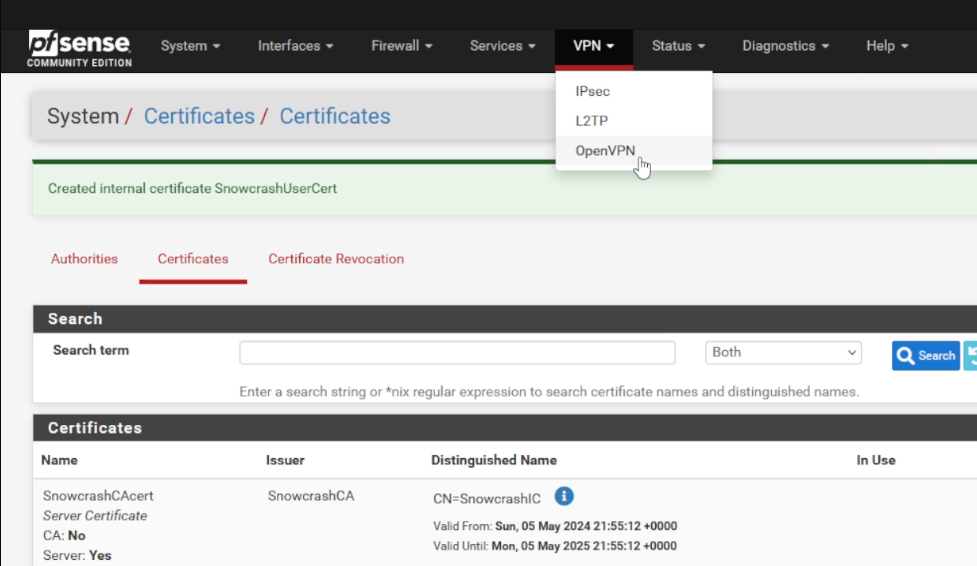 pfsense
COMMUNITY EDITION
System
Interfaces
Firewall
Services
VPN
Status
Diagnostics
Help
IPsec
L2TP
OpenVPN
System / Certificates / Certificates
Created internal certificate SnowcrashUserCert
Authorities
Certificates
Certificate Revocation
Search
Search term
Both
Search
Enter a search string or *nix regular expression to search certificate names and distinguished names.
Certificates
Name
Issuer
Distinguished Name
In Use
SnowcrashCAcert
Server Certificate
CA: No
Server: Yes
SnowcrashCA
CN=SnowcrashIC
Valid From: Sun, 05 May 2024 21:55:12 +0000
Valid Until: Mon, 05 May 2025 21:55:12 +0000